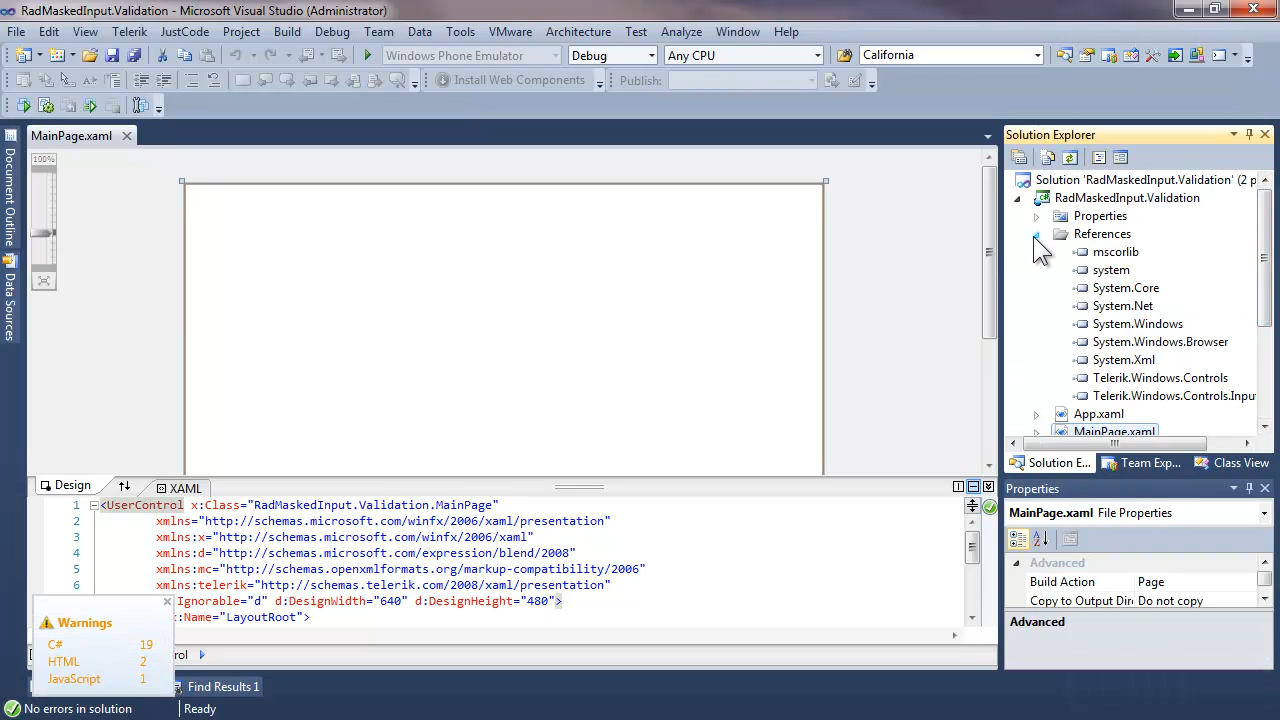 RadMaskedInput.Validation - Microsoft Visual Studio (Administrator)
File Edit View Telerik JustCode Project Build Debug Team Data Tools VMware Architecture Test Analyze Window Help
Windows Phone Emulator Debug Any CPU California
Install Web Components Publish:
MainPage.xaml
100%
Document Outline
Data Sources
Solution Explorer
Solution 'RadMaskedInput.Validation' (2 p
RadMaskedInput.Validation
Properties
References
mscorlib
system
System.Core
System.Net
System.Windows
System.Windows.Browser
System.Xml
Telerik.Windows.Controls
Telerik.Windows.Controls.Inpu
App.xaml
MainPage.xaml
Solution E... Team Exp... Class View
Properties
MainPage.xaml File Properties
Advanced
Build Action Page
Copy to Output Dir Do not copy
Advanced
Design XAML
1 <UserControl x:Class="RadMaskedInput.Validation.MainPage"
2 xmlns="http://schemas.microsoft.com/winfx/2006/xaml/presentation"
3 xmlns:x="http://schemas.microsoft.com/winfx/2006/xaml"
4 xmlns:d="http://schemas.microsoft.com/expression/blend/2008"
5 xmlns:mc="http://schemas.openxmlformats.org/markup-compatibility/2006"
6 xmlns:telerik="http://schemas.telerik.com/2008/xaml/presentation"
Ignorable="d" d:DesignWidth="640" d:DesignHeight="480">
:Name="LayoutRoot">
Warnings
C# 19
HTML 2
JavaScript 1
rol
Find Results 1
No errors in solution Ready